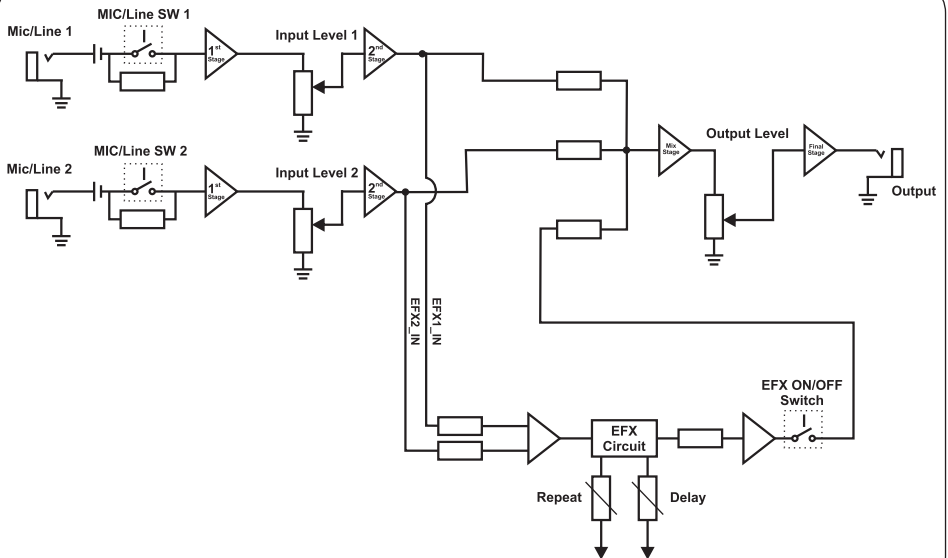 MIC/Line SW 1
Mic/Line 1
1st
Stage
Input Level 1
2nd
Stage
MIC/Line SW 2
Mic/Line 2
1st
Stage
Input Level 2
2nd
Stage
Mix
Stage
Output Level
Final
Stage
Output
EFX2_IN
EFX1_IN
EFX ON/OFF
Switch
EFX
Circuit
Repeat
Delay